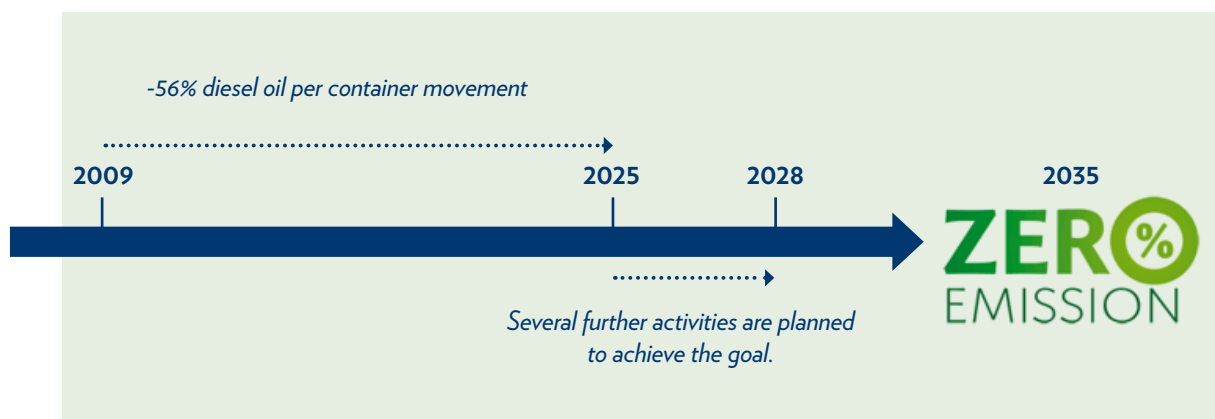 -56% diesel oil per container movement
2009
2025
2028
2035
ZERO
%
EMISSION
Several further activities are planned
to achieve the goal.